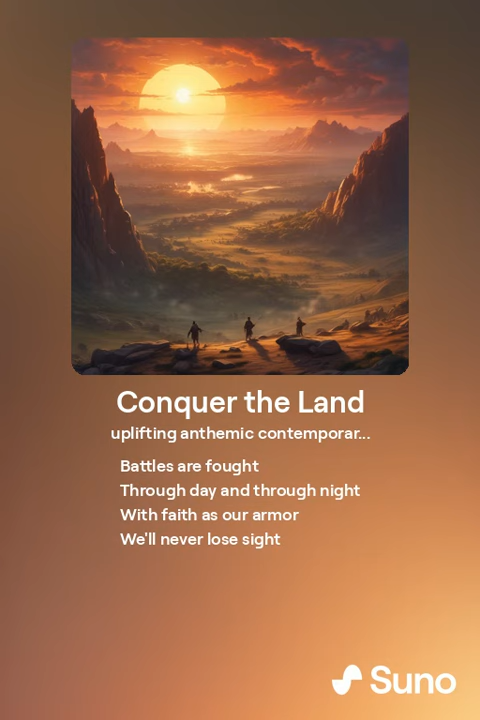 Conquer the Land
uplifting anthemic contemporar...
Battles are fought
Through day and through night
With faith as our armor
We'll never lose sight
Suno